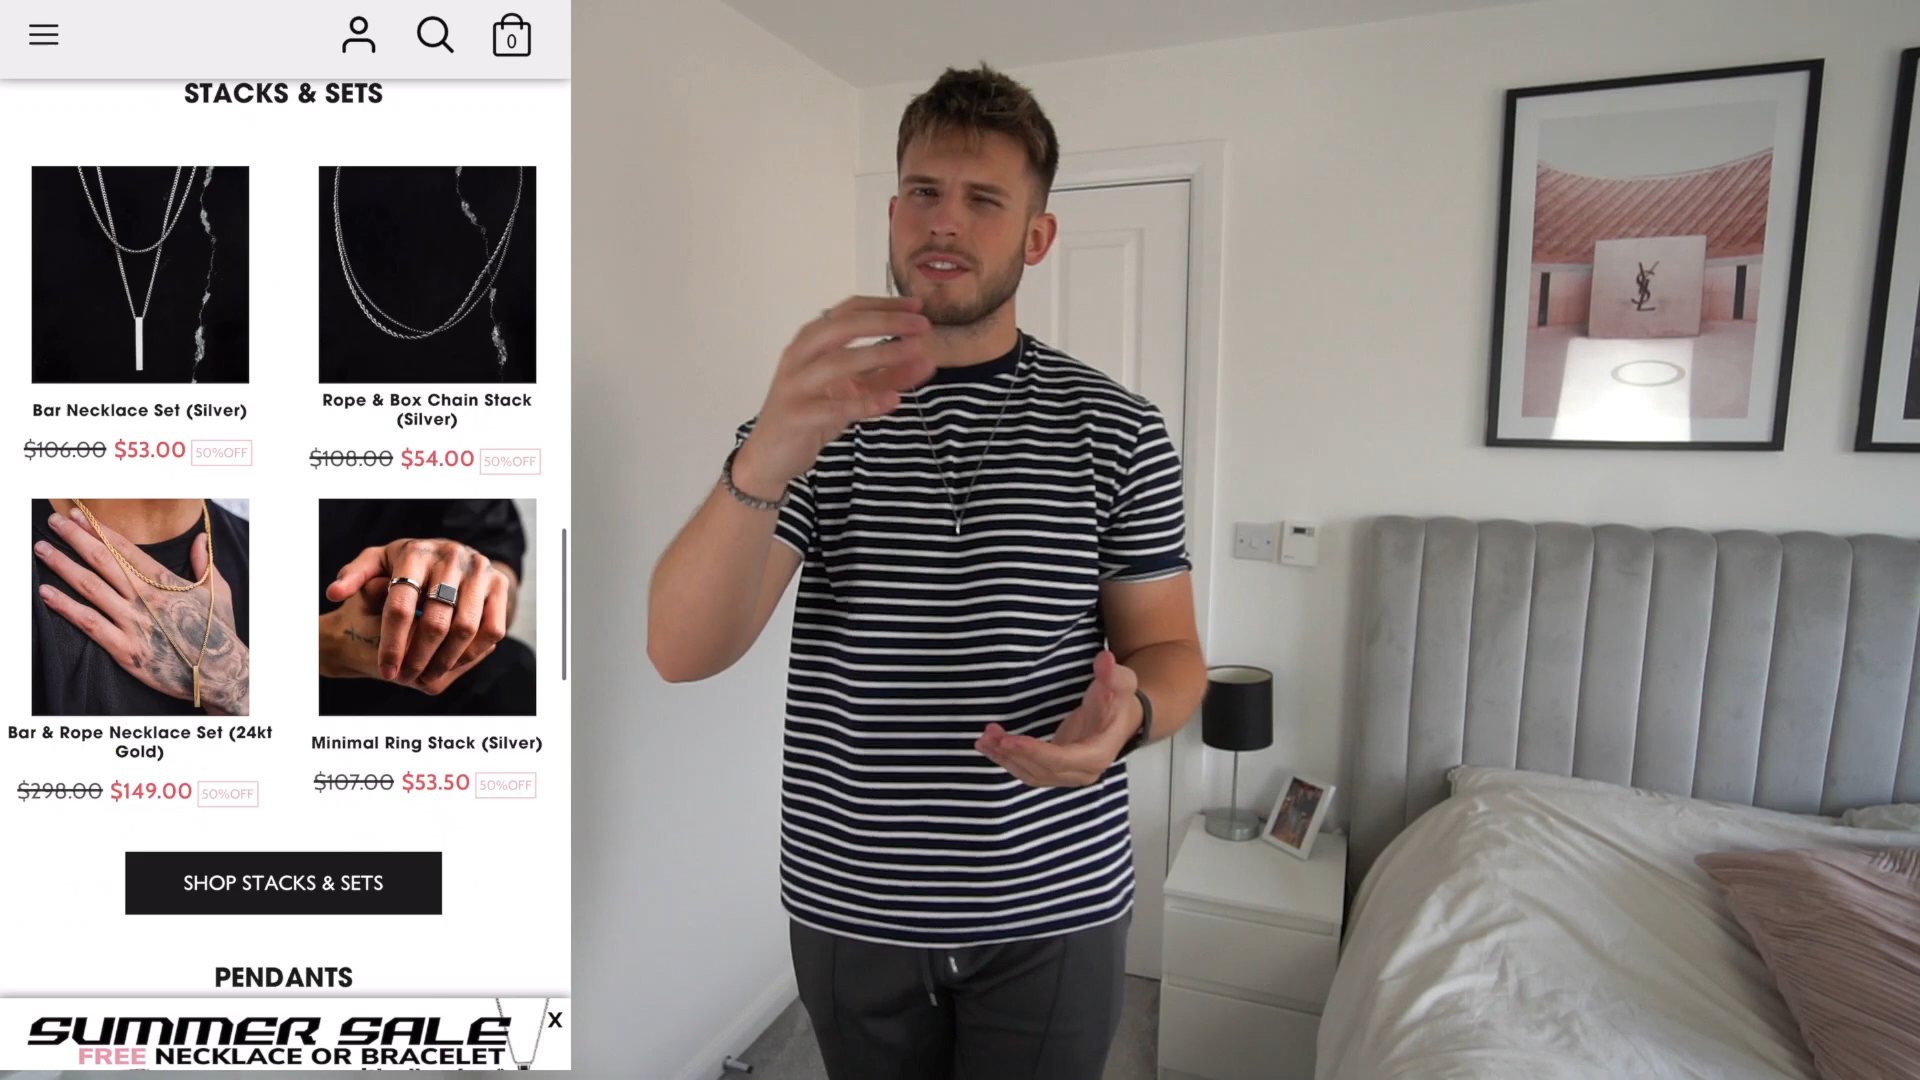 0
STACKS & SETS
Bar Necklace Set (Silver)
$106.00 $53.00 50%OFF
Rope & Box Chain Stack
(Silver)
$108.00 $54.00 50%OFF
Bar & Rope Necklace Set (24kt
Gold)
$298.00 $149.00 50%OFF
Minimal Ring Stack (Silver)
$107.00 $53.50 50%OFF
SHOP STACKS & SETS
PENDANTS
SUMMER SALE
X
FREE NECKLACE OR BRACELET
YSL